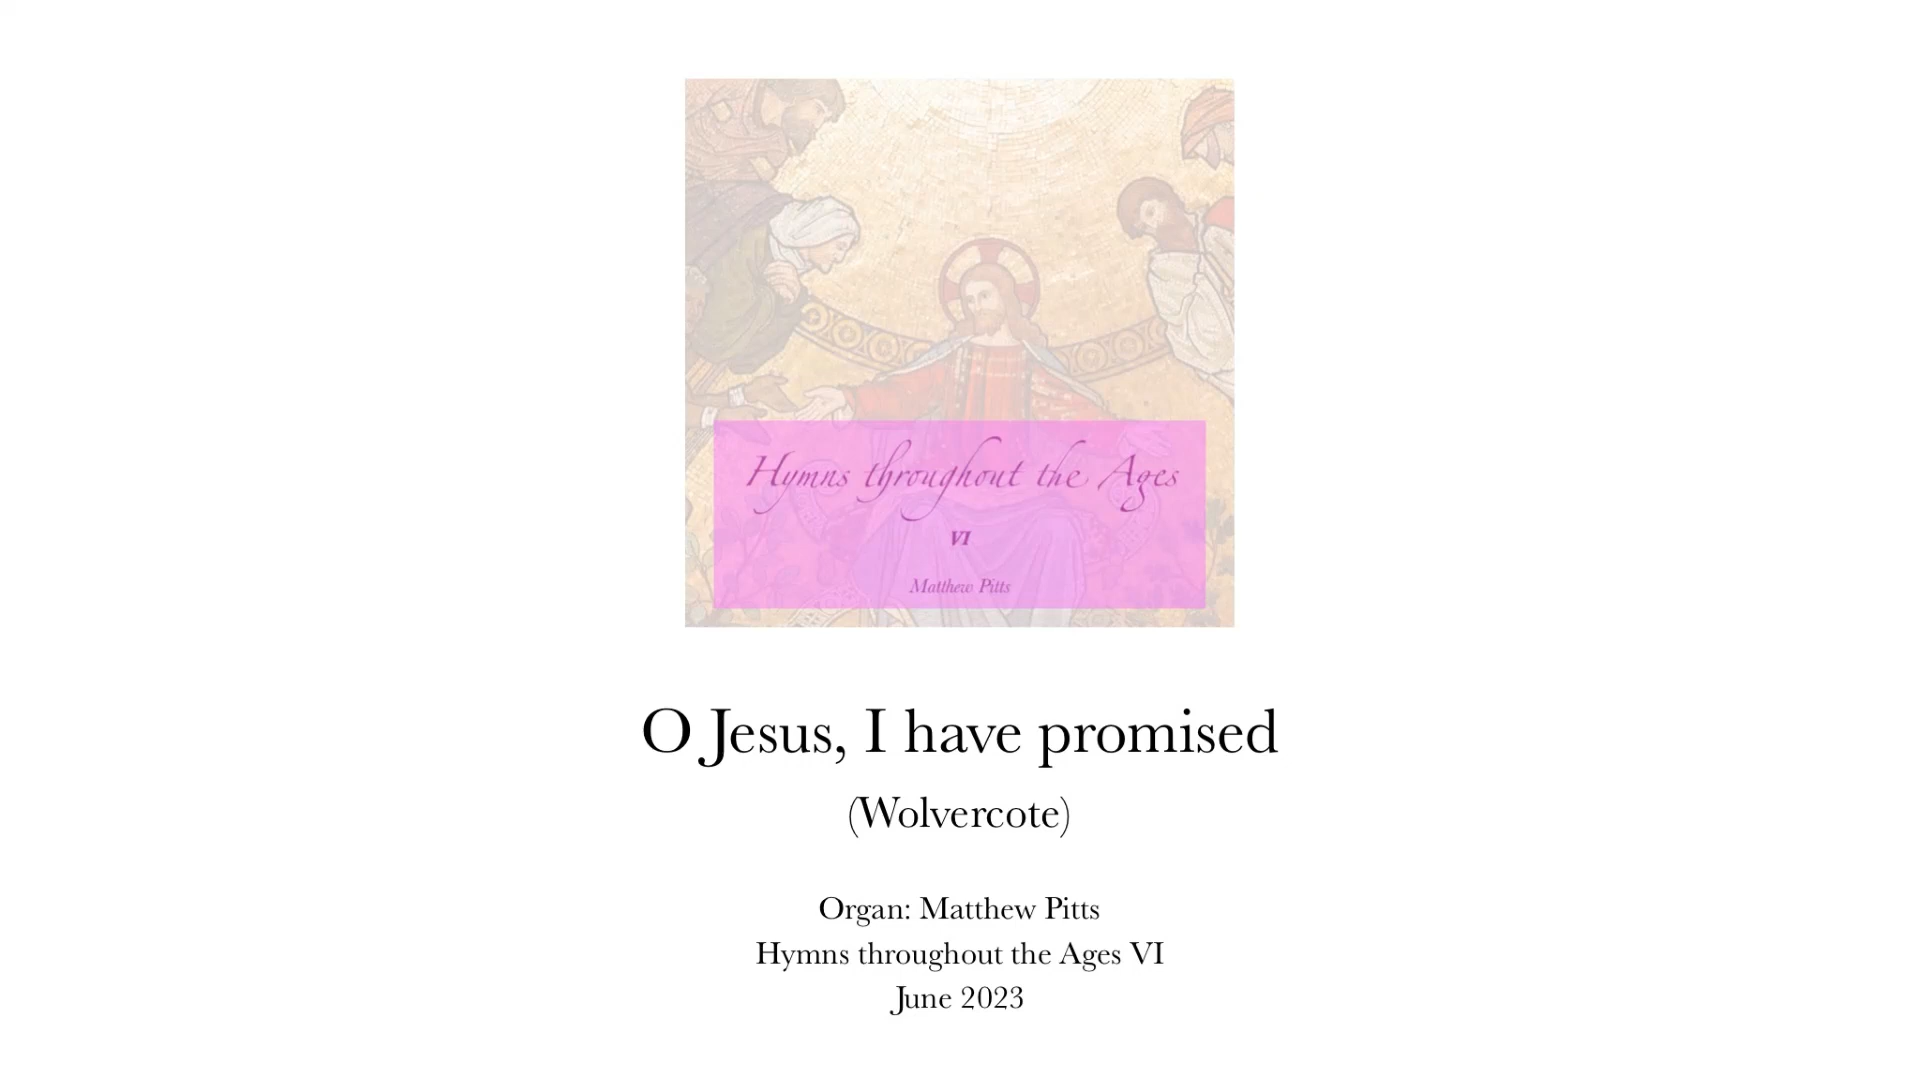 Hymns throughout the Ages
VI
Matthew Pitts
O Jesus, I have promised
(Wolvercote)
Organ: Matthew Pitts
Hymns throughout the Ages VI
June 2023